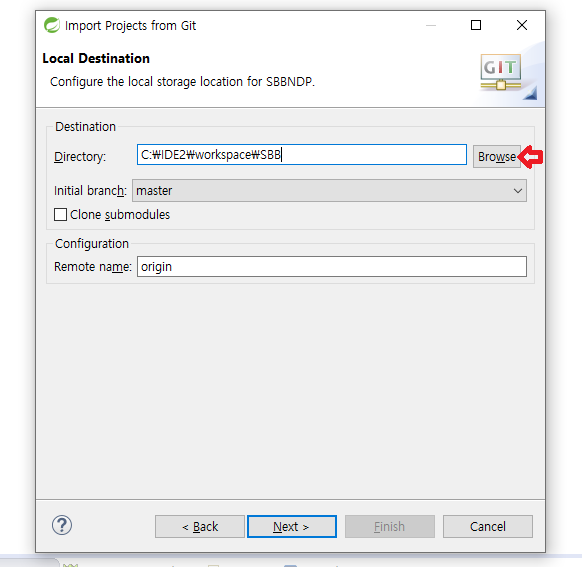 Import Projects from Git
Local Destination
Configure the local storage location for SBBNDP.
GIT
Destination
Directory: C:₩IDE2₩workspace₩SBB Browse
Initial branch: master
Clone submodules
Configuration
Remote name: origin
?
< Back Next > Finish Cancel